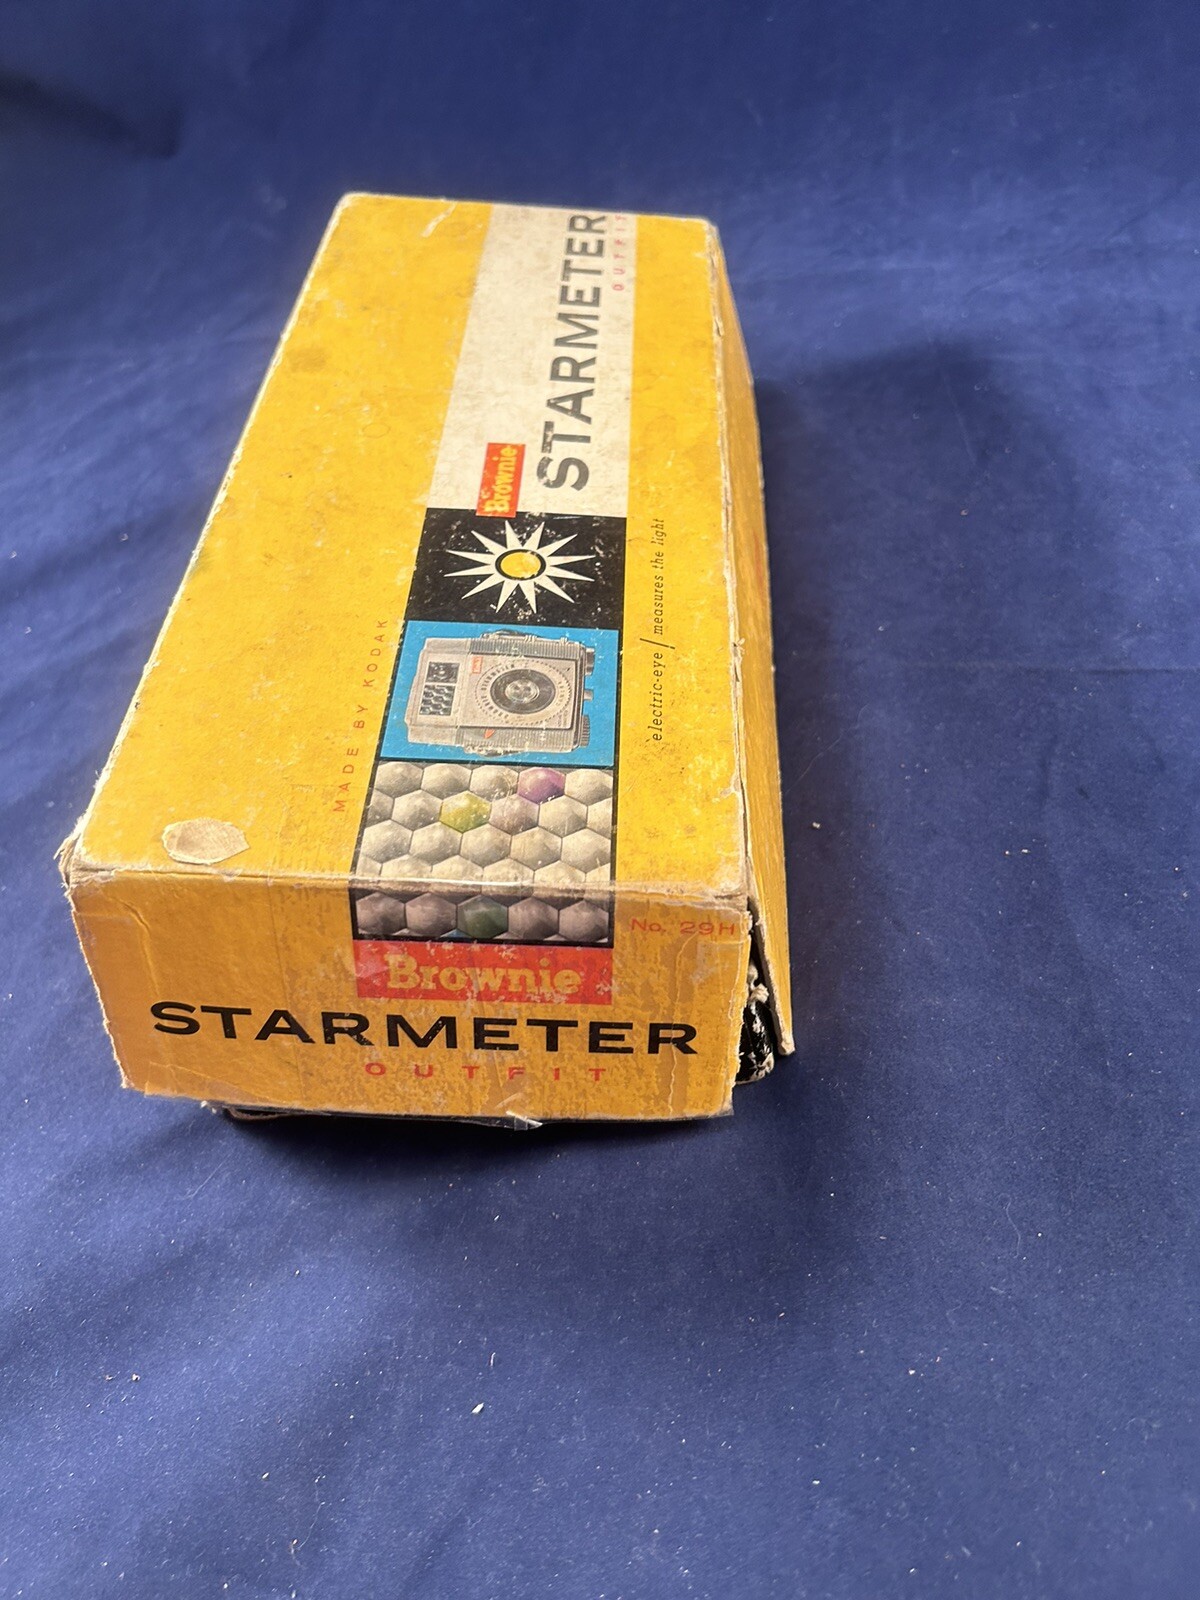 STARMETER
OUTFIT
Brownie
electric-eye / measures the light
MADE BY KODAK
No. 29H
Brownie
STARMETER
OUTFIT